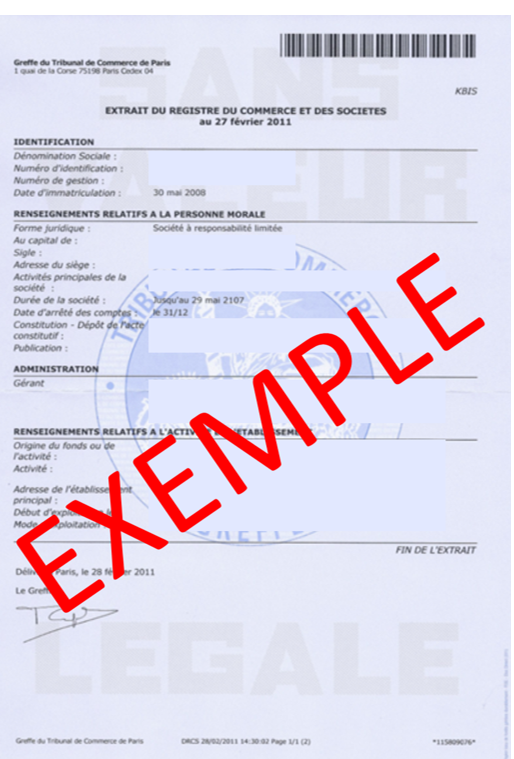 Greffe du Tribunal de Commerce de Paris
1 quai de la Corse 75198 Paris Cedex 04
KBIS
EXTRAIT DU REGISTRE DU COMMERCE ET DES SOCIETES
au 27 février 2011
IDENTIFICATION
Dénomination Sociale :
Numéro d'identification :
Numéro de gestion :
Date d'immatriculation : 30 mai 2008
RENSEIGNEMENTS RELATIFS A LA PERSONNE MORALE
Forme juridique : Société à responsabilité limitée
Au capital de :
Sigle :
Adresse du siège :
Activités principales de la
société :
Durée de la société : Jusqu'au 29 mai 2107
Date d'arrêté des comptes : le 31/12
Constitution - Dépôt de l'acte
constitutif :
Publication :
ADMINISTRATION
Gérant
RENSEIGNEMENTS RELATIFS A L'ACTIVITE
Origine du fonds ou de
l'activité :
Activité :
Adresse de l'établissement
principal :
Début d'exploitation le
Mode d'exploitation
EXEMPLE
FIN DE L'EXTRAIT
Délivré à Paris, le 28 février 2011
Le Greffier
SANS
VALEUR
LEGALE
TRIBUNAL
COMMERCE
GREFFE
Greffe du Tribunal de Commerce de Paris DRCS 28/02/2011 14:30:02 Page 1/1 (2) *115809076*